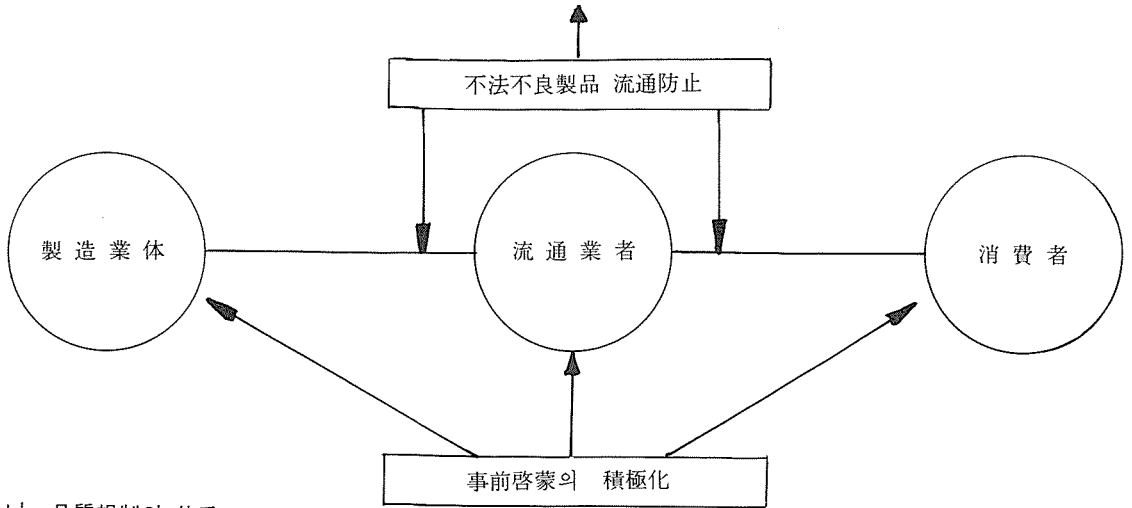 不法不良製品 流通防止
製造業体
流通業者
消費者
事前啓蒙의 積極化